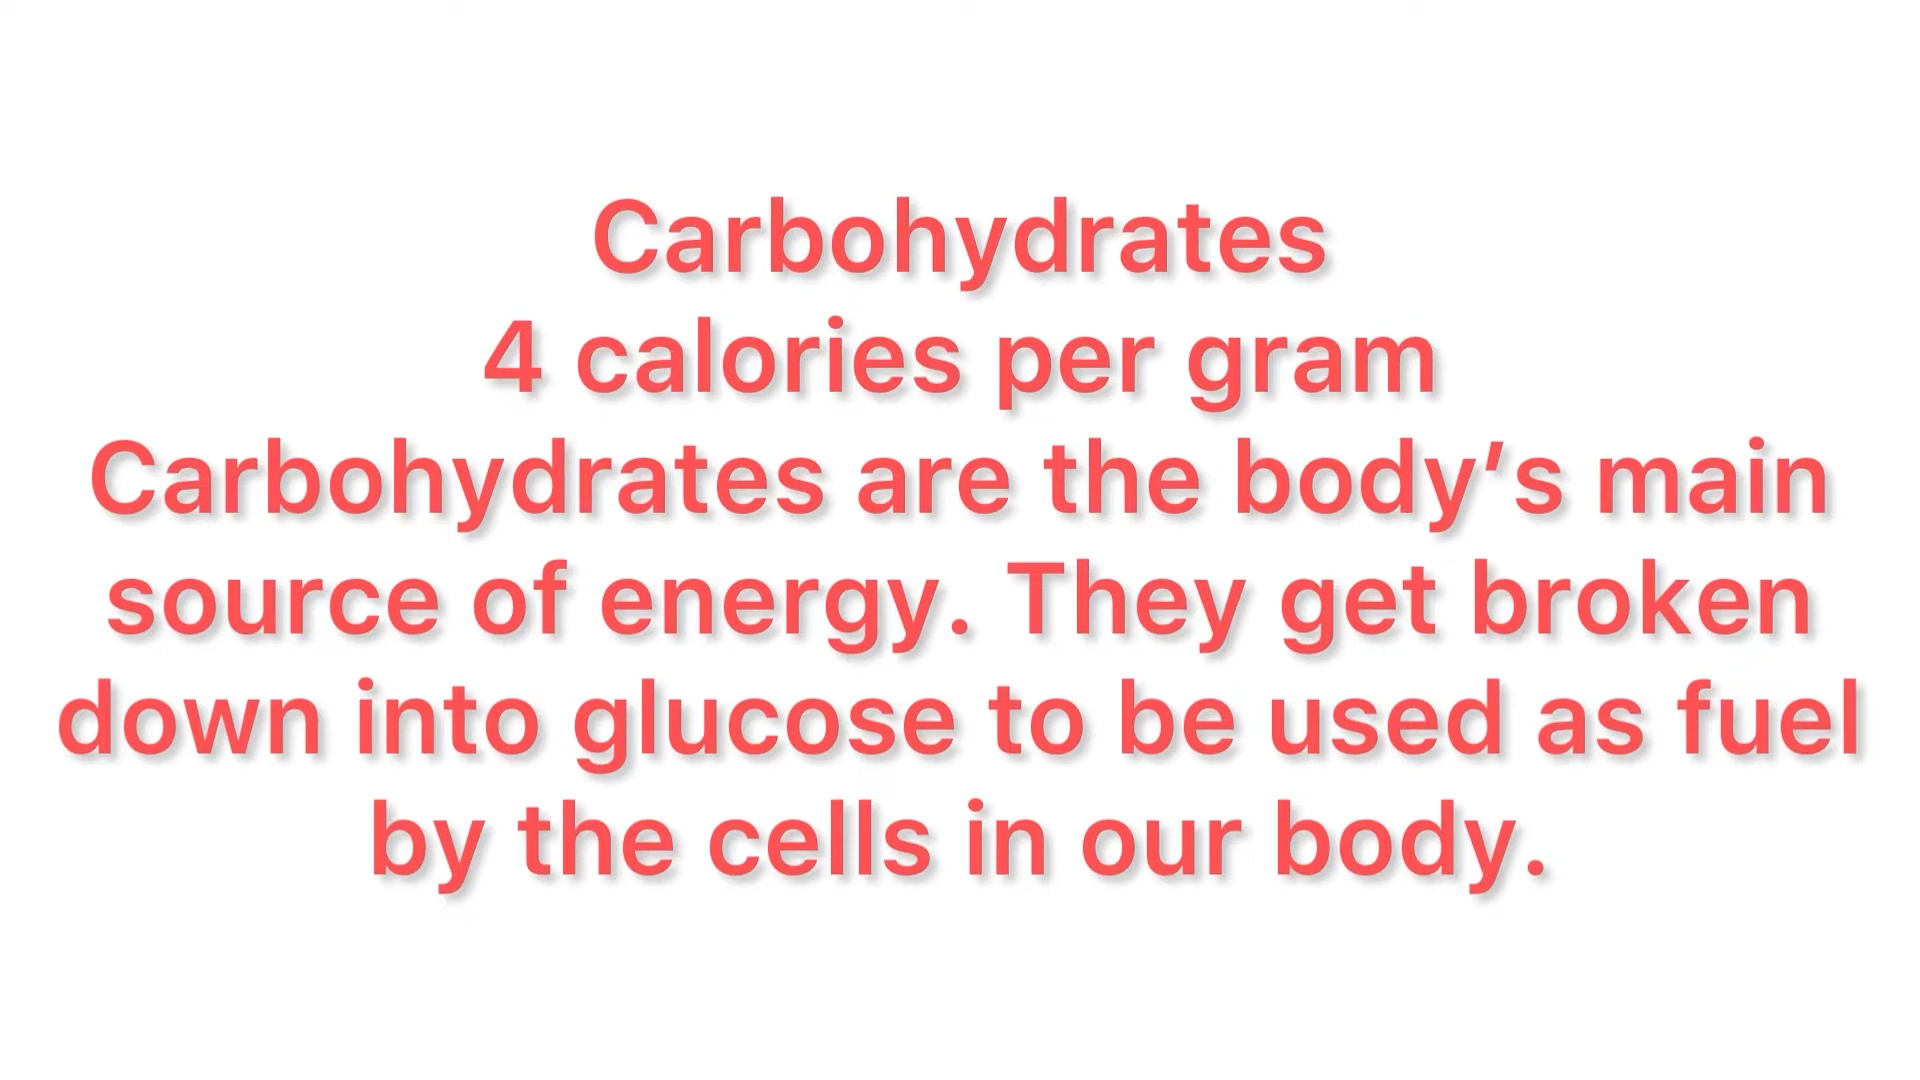 Carbohydrates
4 calories per gram
Carbohydrates are the body’s main
source of energy. They get broken
down into glucose to be used as fuel
by the cells in our body.